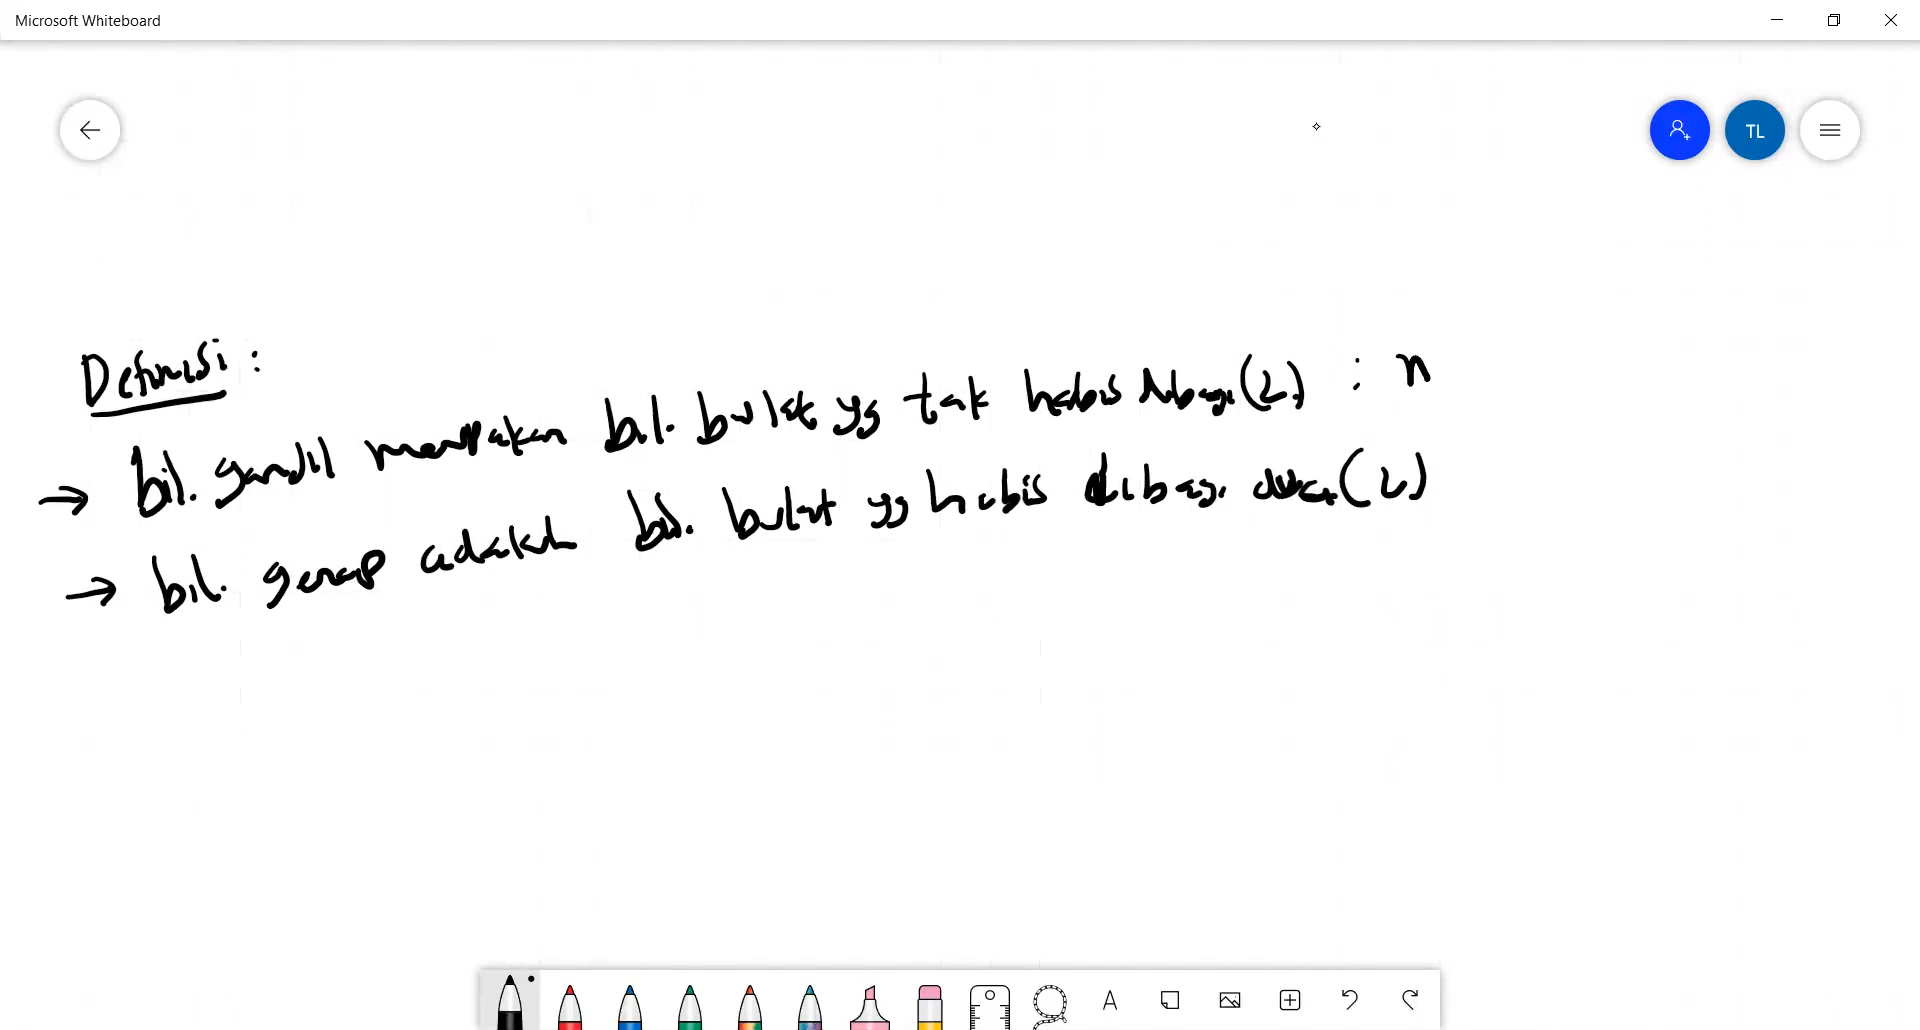 Microsoft Whiteboard
TL
Definisi :
→ bil. ganjil merupakan bil. bulat yg tak habis dibagi (2) : n
→ bil. genap adalah bil. bulat yg habis dibagi dua (2)
A